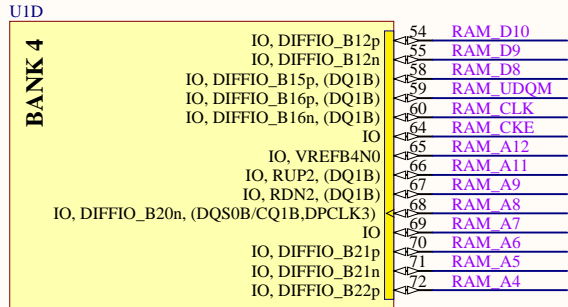 U1D
BANK 4
IO, DIFFIO_B12p 54 RAM_D10
IO, DIFFIO_B12n 55 RAM_D9
IO, DIFFIO_B15p, (DQ1B) 58 RAM_D8
IO, DIFFIO_B16p, (DQ1B) 59 RAM_UDQM
IO, DIFFIO_B16n, (DQ1B) 60 RAM_CLK
IO 64 RAM_CKE
IO, VREFB4N0 65 RAM_A12
IO, RUP2, (DQ1B) 66 RAM_A11
IO, RDN2, (DQ1B) 67 RAM_A9
IO, DIFFIO_B20n, (DQS0B/CQ1B,DPCLK3) 68 RAM_A8
IO 69 RAM_A7
IO, DIFFIO_B21p 70 RAM_A6
IO, DIFFIO_B21n 71 RAM_A5
IO, DIFFIO_B22p 72 RAM_A4